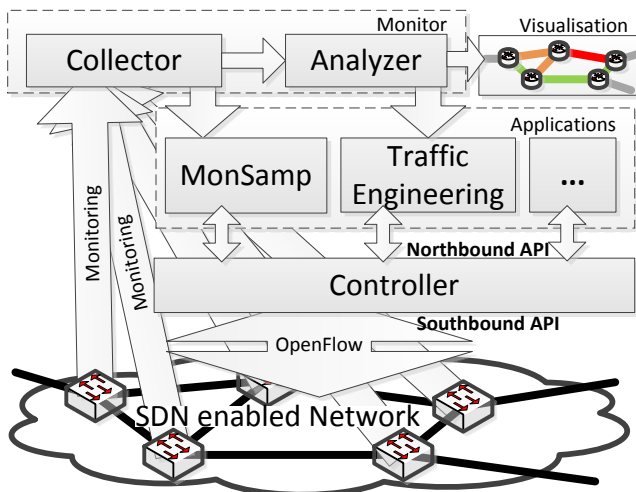 Monitor
Visualisation
Collector
Analyzer
Applications
MonSamp
Traffic
Engineering
...
Monitoring
Monitoring
Northbound API
Controller
Southbound API
OpenFlow
SDN enabled Network